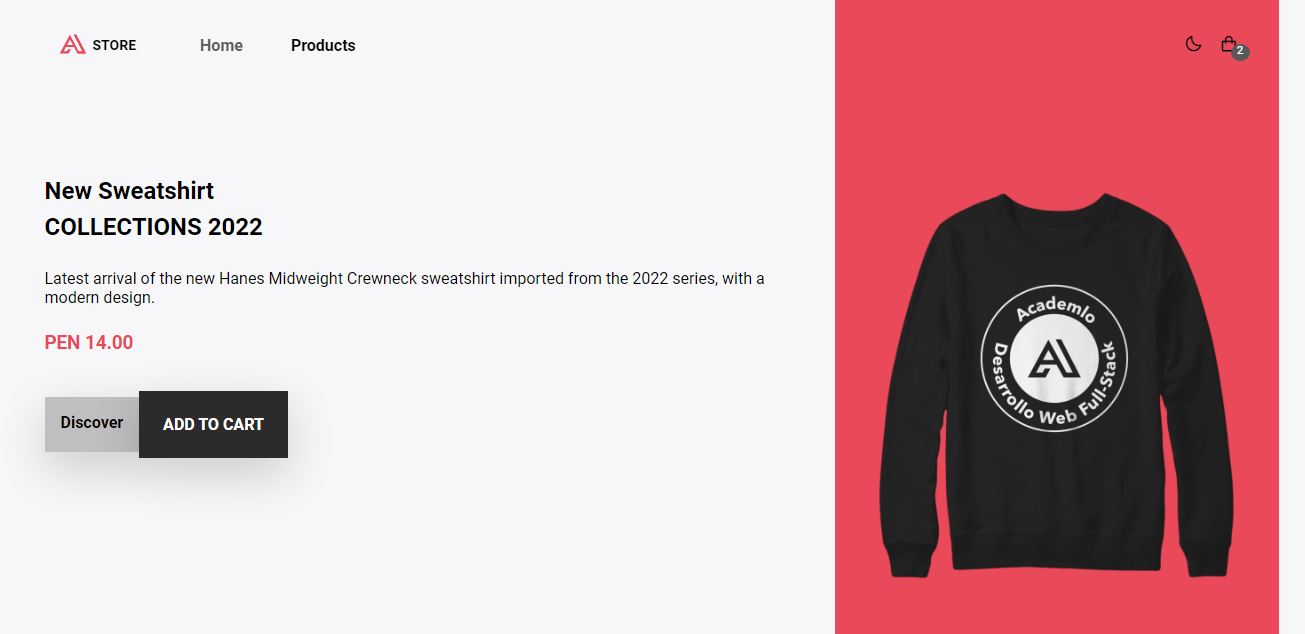 STORE
Home
Products
2
New Sweatshirt
COLLECTIONS 2022
Latest arrival of the new Hanes Midweight Crewneck sweatshirt imported from the 2022 series, with a
modern design.
PEN 14.00
Discover
ADD TO CART
Academlo
Desarrollo Web Full-Stack